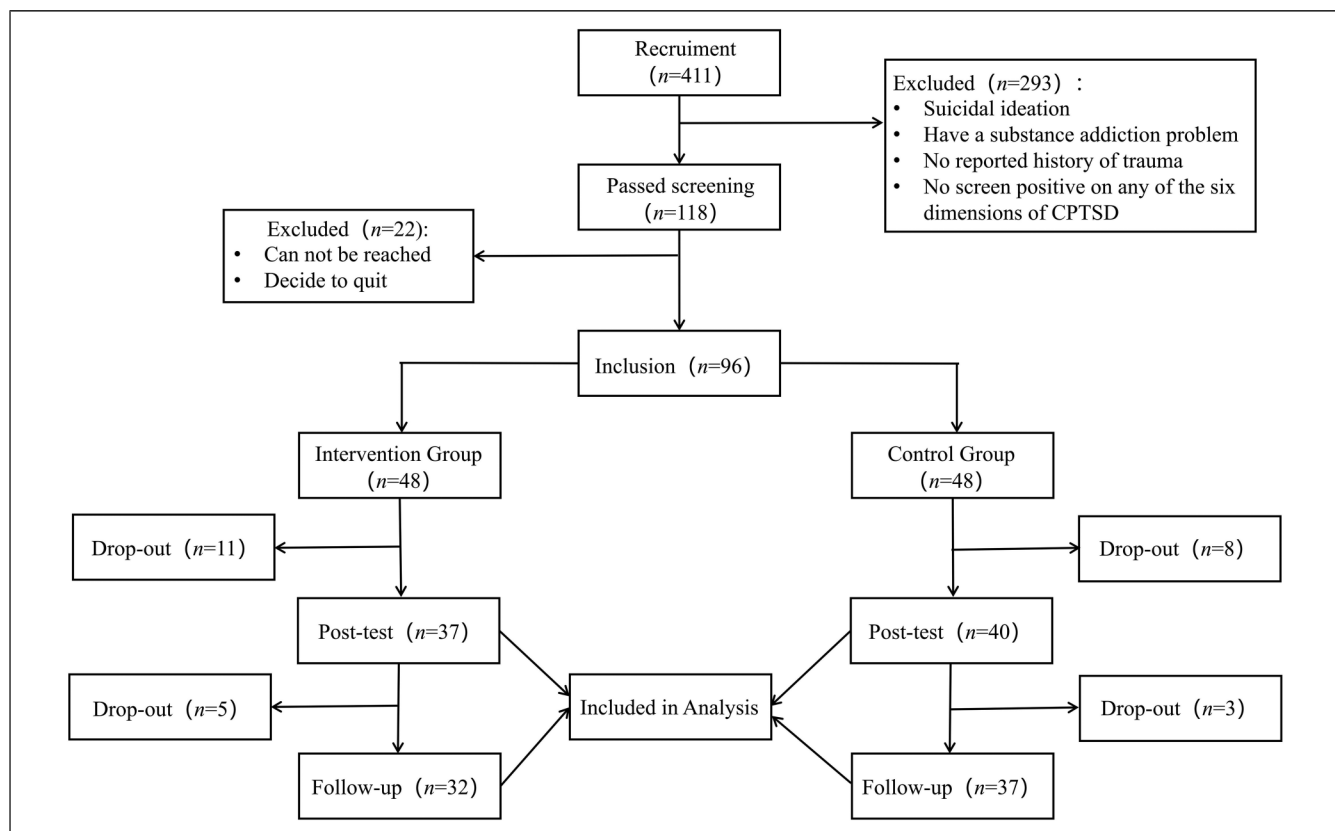 Recruiment
(n=411)
Excluded（n=293）：
• Suicidal ideation
• Have a substance addiction problem
• No reported history of trauma
• No screen positive on any of the six
dimensions of CPTSD
Passed screening
(n=118)
Excluded（n=22):
• Can not be reached
• Decide to quit
Inclusion（n=96）
Intervention Group
(n=48)
Control Group
(n=48)
Drop-out（n=11）
Drop-out（n=8）
Post-test（n=37）
Post-test（n=40）
Drop-out（n=5）
Included in Analysis
Drop-out（n=3）
Follow-up（n=32）
Follow-up（n=37）